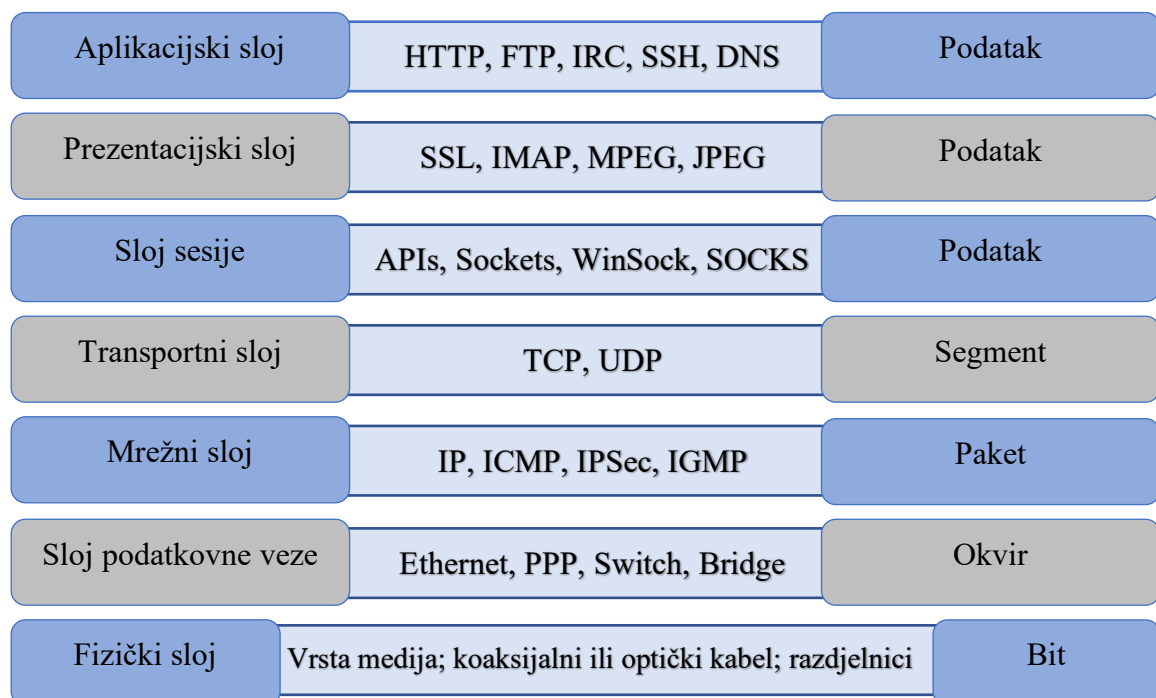 Aplikacijski sloj HTTP, FTP, IRC, SSH, DNS Podatak
Prezentacijski sloj SSL, IMAP, MPEG, JPEG Podatak
Sloj sesije APIs, Sockets, WinSock, SOCKS Podatak
Transportni sloj TCP, UDP Segment
Mrežni sloj IP, ICMP, IPSec, IGMP Paket
Sloj podatkovne veze Ethernet, PPP, Switch, Bridge Okvir
Fizički sloj Vrsta medija; koaksijalni ili optički kabel; razdjelnici Bit